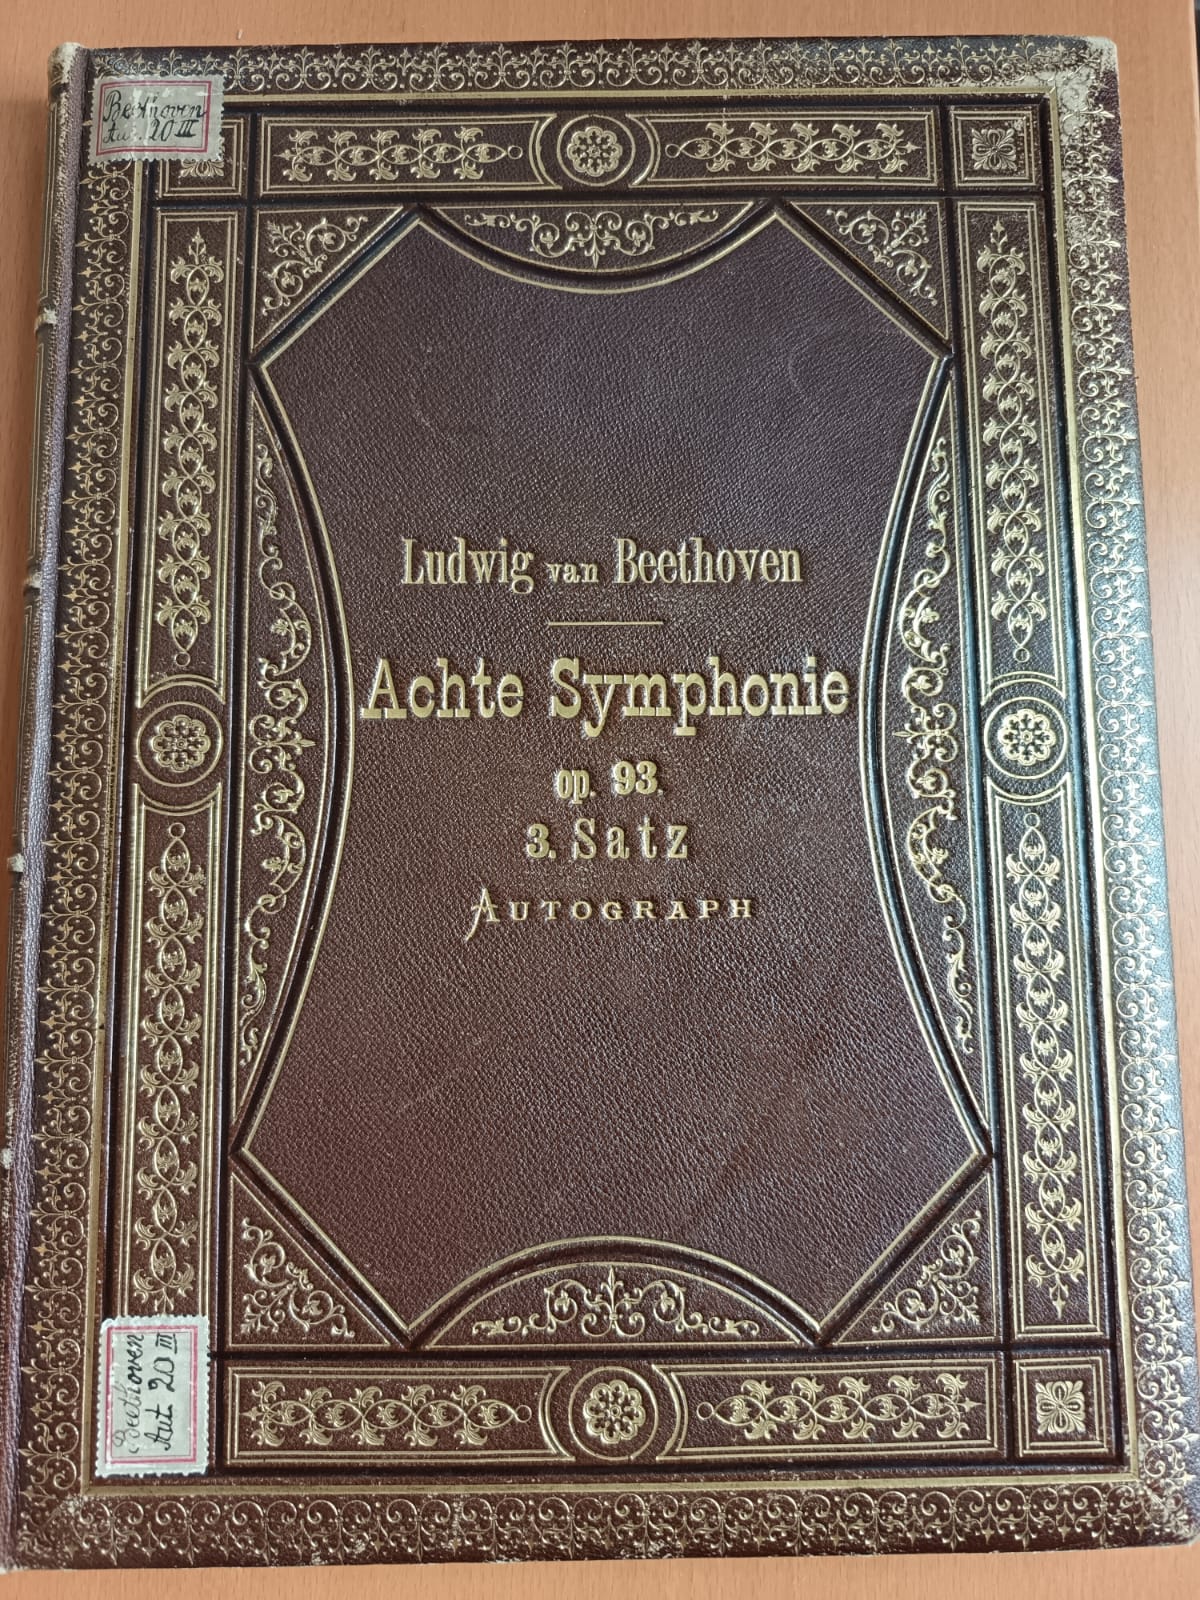 Beethoven
Aut. 20 III
Ludwig van Beethoven
Achte Symphonie
op. 93.
3. Satz
AUTOGRAPH
Beethoven
Aut 20 III